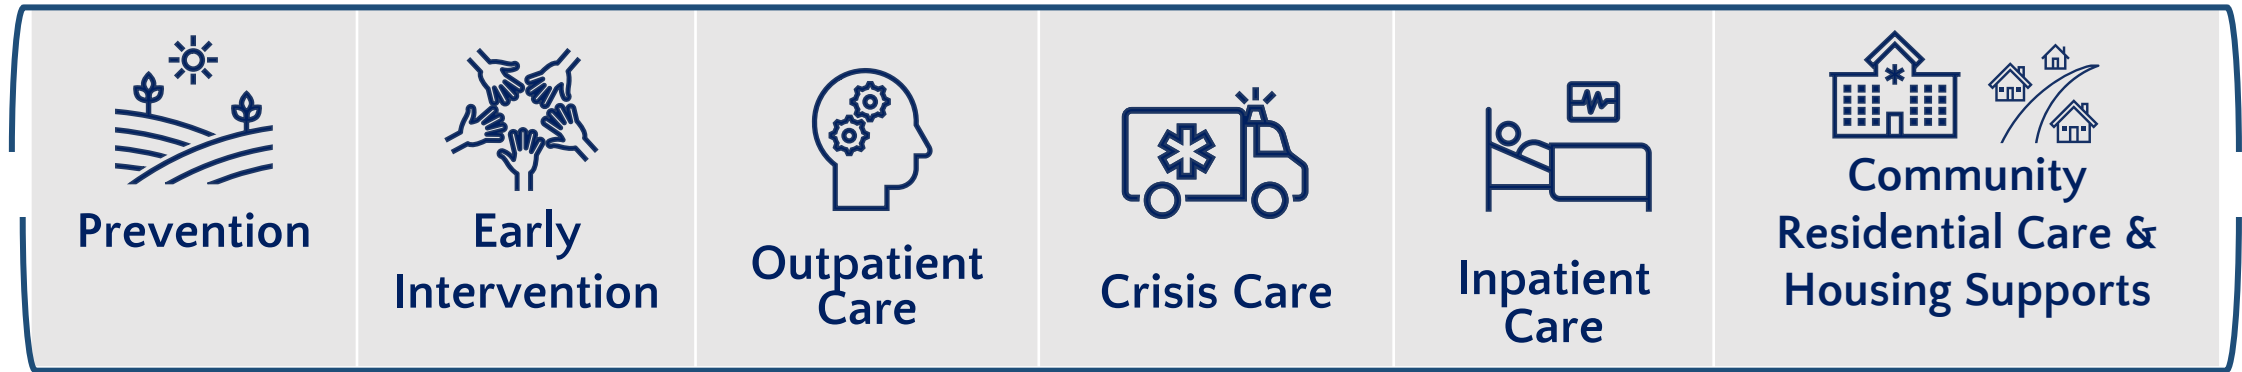 Prevention
Early
Intervention
Outpatient
Care
Crisis Care
Inpatient
Care
Community
Residential Care &
Housing Supports